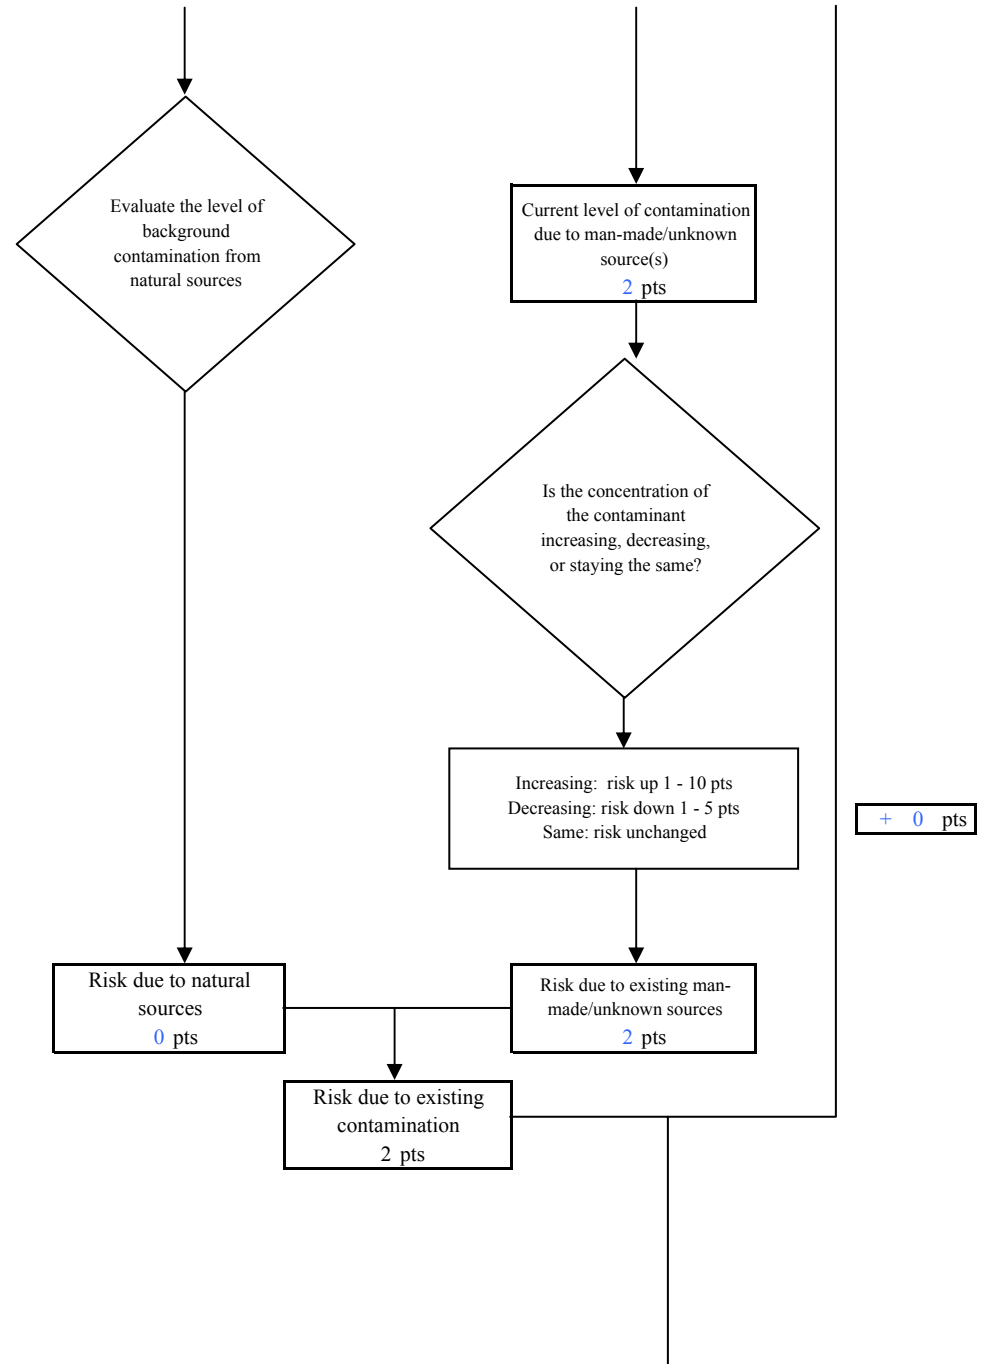 Evaluate the level of
background
contamination from
natural sources
Current level of contamination
due to man-made/unknown
source(s)
2 pts
Is the concentration of
the contaminant
increasing, decreasing,
or staying the same?
Increasing: risk up 1 - 10 pts
Decreasing: risk down 1 - 5 pts
Same: risk unchanged
+ 0 pts
Risk due to natural
sources
0 pts
Risk due to existing man-
made/unknown sources
2 pts
Risk due to existing
contamination
2 pts